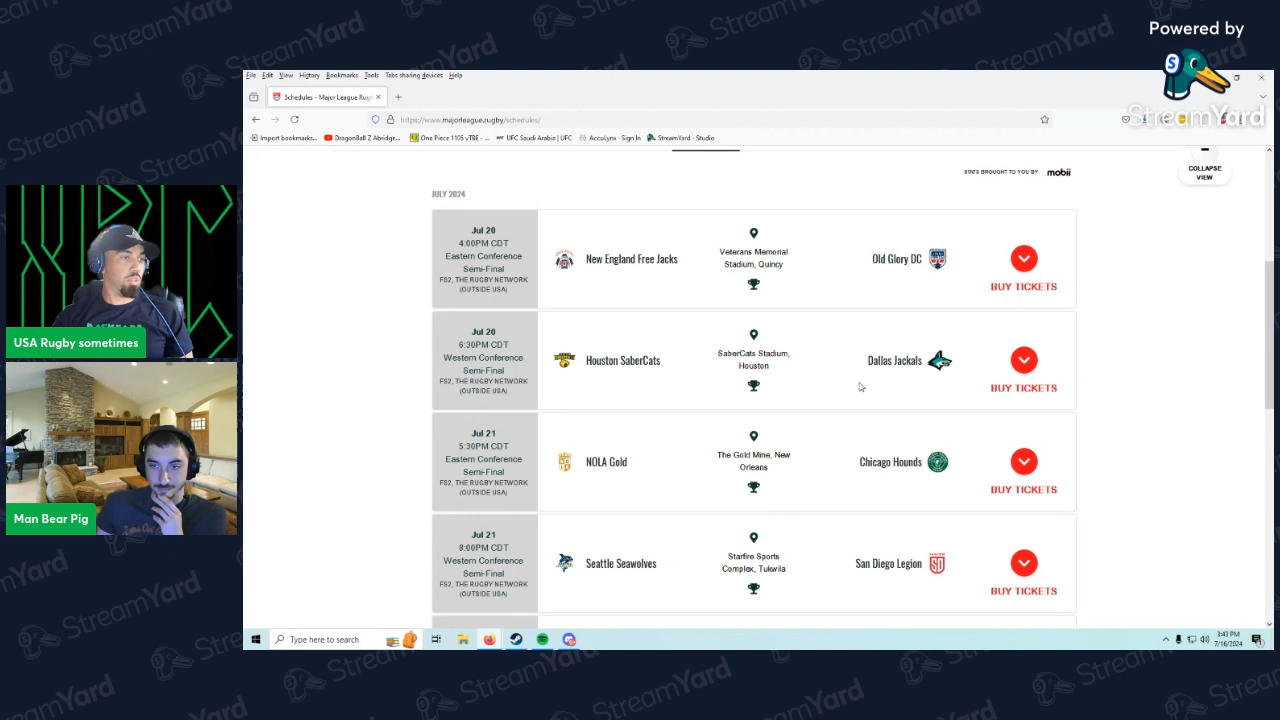 Powered by
StreamYard
File Edit View History Bookmarks Tools Tabs sharing devices Help
Schedules - Major League Rug
https://www.majorleague.rugby/schedules/
Import bookmarks... DragonBall Z Abridge... One Piece 1105 vTBE - ... UFC Saudi Arabia | UFC AccuLynx - Sign In StreamYard - Studio
STATS BROUGHT TO YOU BY mobii
COLLAPSE
VIEW
JULY 2024
Jul 20
4:00PM CDT
Eastern Conference
Semi-Final
FS2, THE RUGBY NETWORK
(OUTSIDE USA)
New England Free Jacks
Veterans Memorial
Stadium, Quincy
Old Glory DC
BUY TICKETS
Jul 20
6:30PM CDT
Western Conference
Semi-Final
FS2, THE RUGBY NETWORK
(OUTSIDE USA)
Houston SaberCats
SaberCats Stadium,
Houston
Dallas Jackals
BUY TICKETS
Jul 21
5:30PM CDT
Eastern Conference
Semi-Final
FS2, THE RUGBY NETWORK
(OUTSIDE USA)
NOLA Gold
The Gold Mine, New
Orleans
Chicago Hounds
BUY TICKETS
Jul 21
8:00PM CDT
Western Conference
Semi-Final
FS2, THE RUGBY NETWORK
(OUTSIDE USA)
Seattle Seawolves
Starfire Sports
Complex, Tukwila
San Diego Legion
BUY TICKETS
USA Rugby sometimes
Man Bear Pig
Type here to search
3:43 PM
7/16/2024